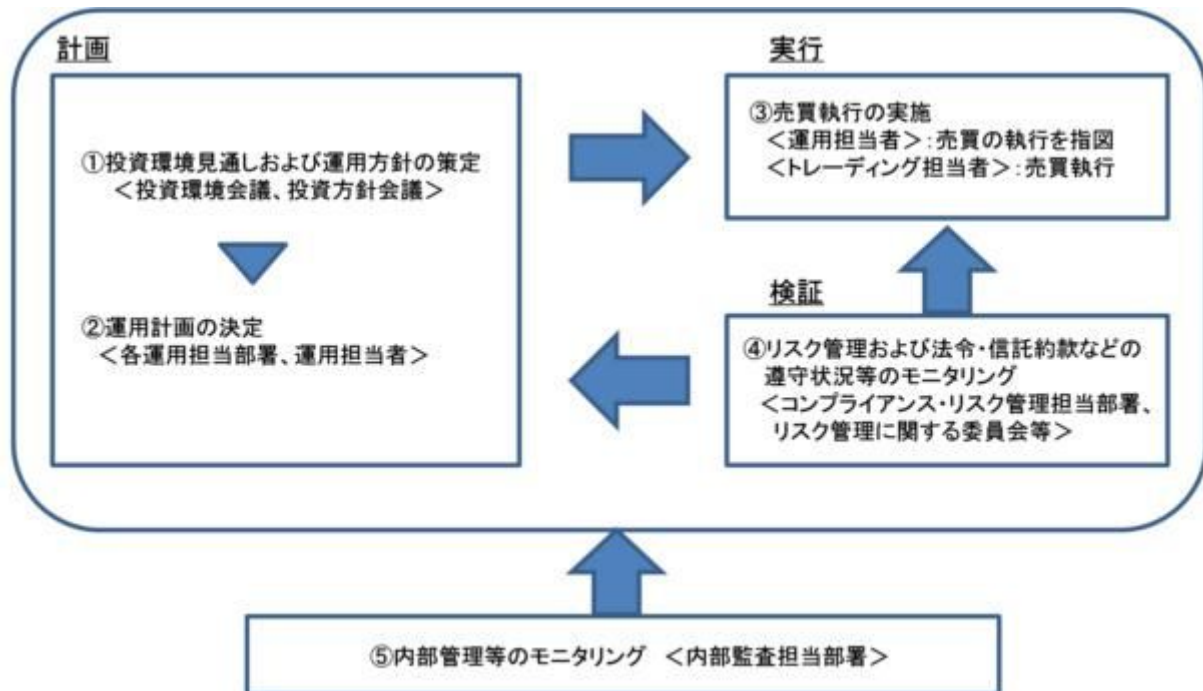 計画
①投資環境見通しおよび運用方針の策定
＜投資環境会議、投資方針会議＞
②運用計画の決定
＜各運用担当部署、運用担当者＞
実行
③売買執行の実施
＜運用担当者＞：売買の執行を指図
＜トレーディング担当者＞：売買執行
検証
④リスク管理および法令・信託約款などの
遵守状況等のモニタリング
＜コンプライアンス・リスク管理担当部署、
リスク管理に関する委員会等＞
⑤内部管理等のモニタリング　＜内部監査担当部署＞